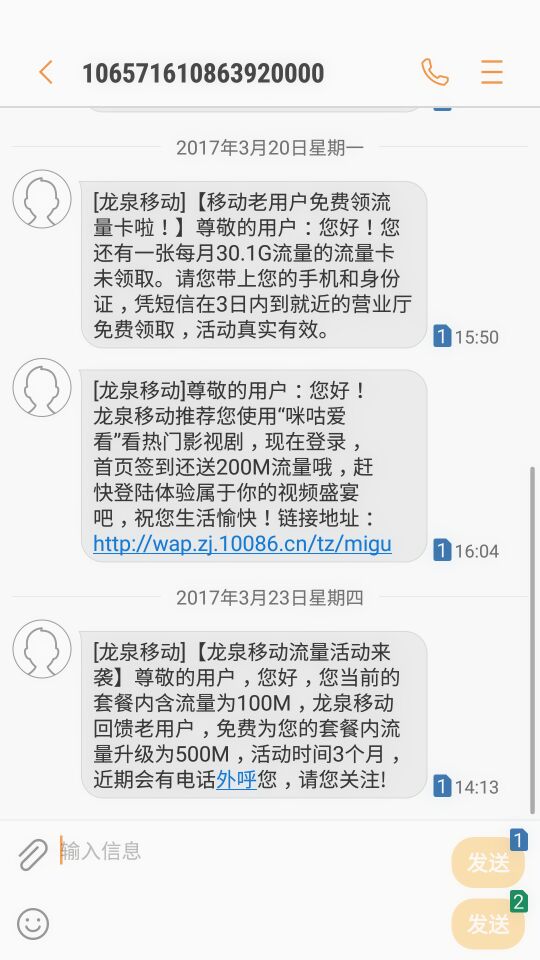 106571610863920000
2017年3月20日星期一
[龙泉移动]【移动老用户免费领流
量卡啦！】尊敬的用户：您好！您
还有一张每月30.1G流量的流量卡
未领取。请您带上您的手机和身份
证，凭短信在3日内到就近的营业厅
免费领取，活动真实有效。
1 15:50
[龙泉移动]尊敬的用户：您好！
龙泉移动推荐您使用“咪咕爱
看”看热门影视剧，现在登录，
首页签到还送200M流量哦，赶
快登陆体验属于你的视频盛宴
吧，祝您生活愉快！链接地址：
http://wap.zj.10086.cn/tz/migu
1 16:04
2017年3月23日星期四
[龙泉移动]【龙泉移动流量活动来
袭】尊敬的用户，您好，您当前的
套餐内含流量为100M，龙泉移动
回馈老用户，免费为您的套餐内流
量升级为500M，活动时间3个月，
近期会有电话外呼您，请您关注!
1 14:13
输入信息
1
发送
2
发送